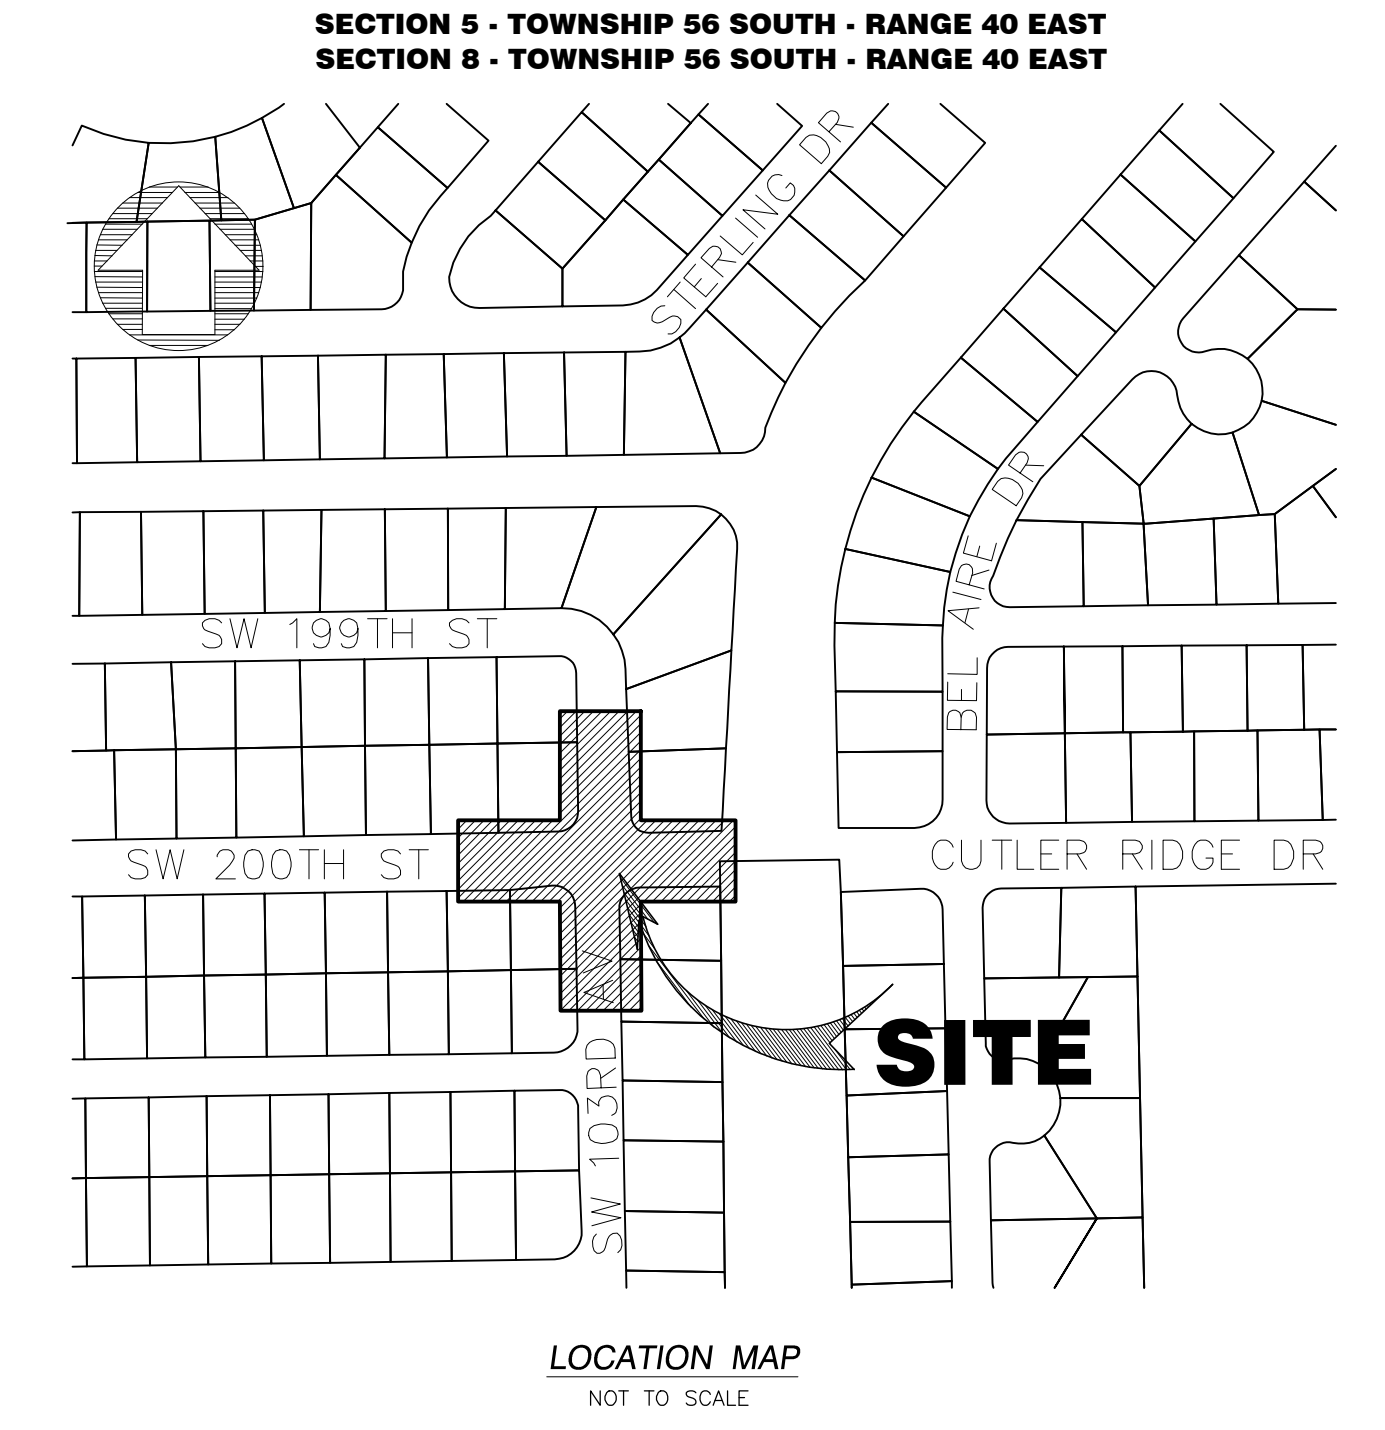 SECTION 5 - TOWNSHIP 56 SOUTH - RANGE 40 EAST
SECTION 8 - TOWNSHIP 56 SOUTH - RANGE 40 EAST
STERLING DR
BEL AIRE DR
SW 199TH ST
SW 200TH ST
CUTLER RIDGE DR
SW 103RD AV
SITE
LOCATION MAP
NOT TO SCALE